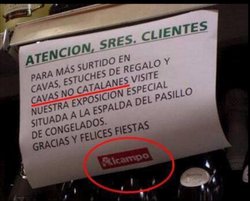 ATENCION, SRES. CLIENTES
PARA MÁS SURTIDO EN
CAVAS, ESTUCHES DE REGALO Y
CAVAS NO CATALANES VISITE
NUESTRA EXPOSICIÓN ESPECIAL
SITUADA A LA ESPALDA DEL PASILLO
DE CONGELADOS.
GRACIAS Y FELICES FIESTAS
Alcampo